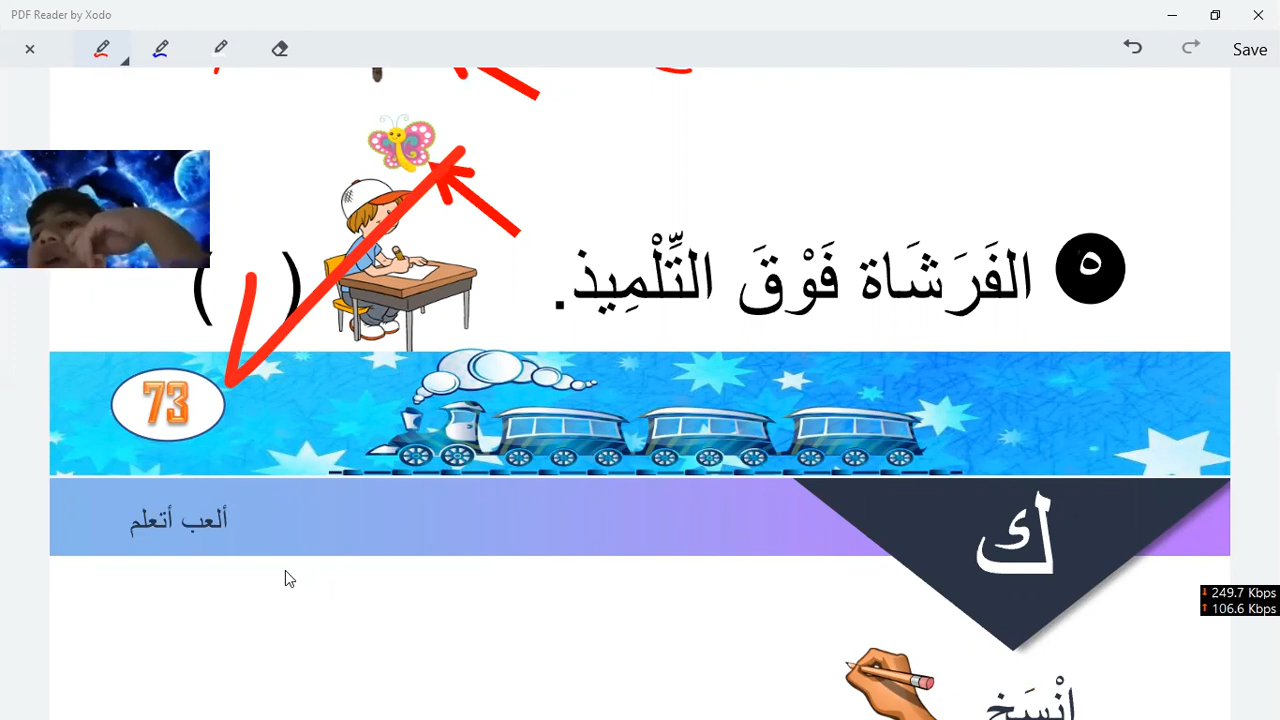 PDF Reader by Xodo
Save
٥ الفَرَشَاة فَوْقَ التِّلْمِيذ. ( )
73
ك
ألعب أتعلم
249.7 Kbps
106.6 Kbps
اِنْسَخ